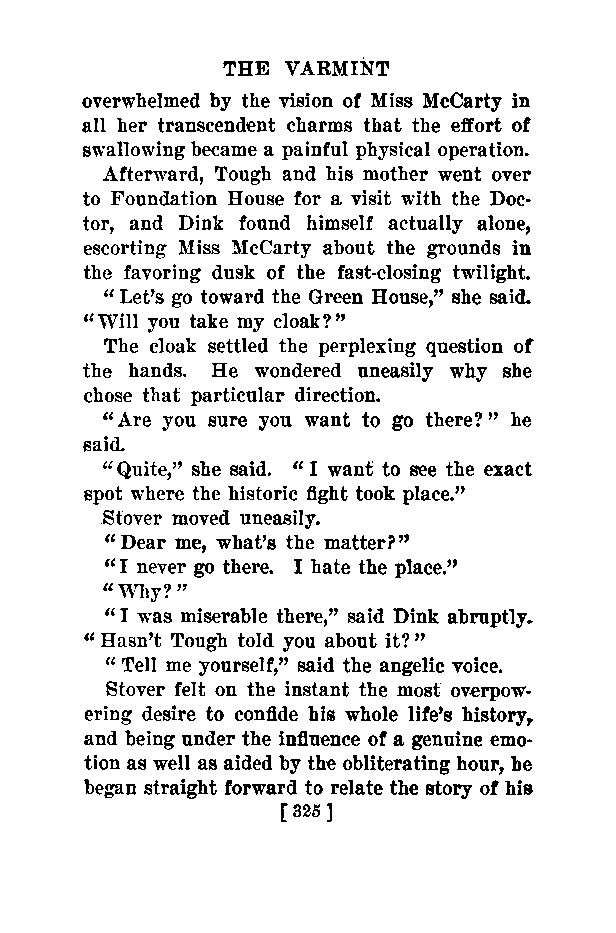 THE VARMINT
overwhelmed by the vision of Miss McCarty in
all her transcendent charms that the effort of
swallowing became a painful physical operation.
Afterward, Tough and his mother went over
to Foundation House for a visit with the Doc-
tor, and Dink found himself actually alone,
escorting Miss McCarty about the grounds in
the favoring dusk of the fast-closing twilight.
"Let's go toward the Green House," she said.
"Will you take my cloak?"
The cloak settled the perplexing question of
the hands. He wondered uneasily why she
chose that particular direction.
"Are you sure you want to go there?" he
said.
"Quite," she said. "I want to see the exact
spot where the historic fight took place."
Stover moved uneasily.
"Dear me, what's the matter?"
"I never go there. I hate the place."
"Why?"
"I was miserable there," said Dink abruptly.
"Hasn't Tough told you about it?"
"Tell me yourself," said the angelic voice.
Stover felt on the instant the most overpow-
ering desire to confide his whole life's history,
and being under the influence of a genuine emo-
tion as well as aided by the obliterating hour, he
began straight forward to relate the story of his
[325]